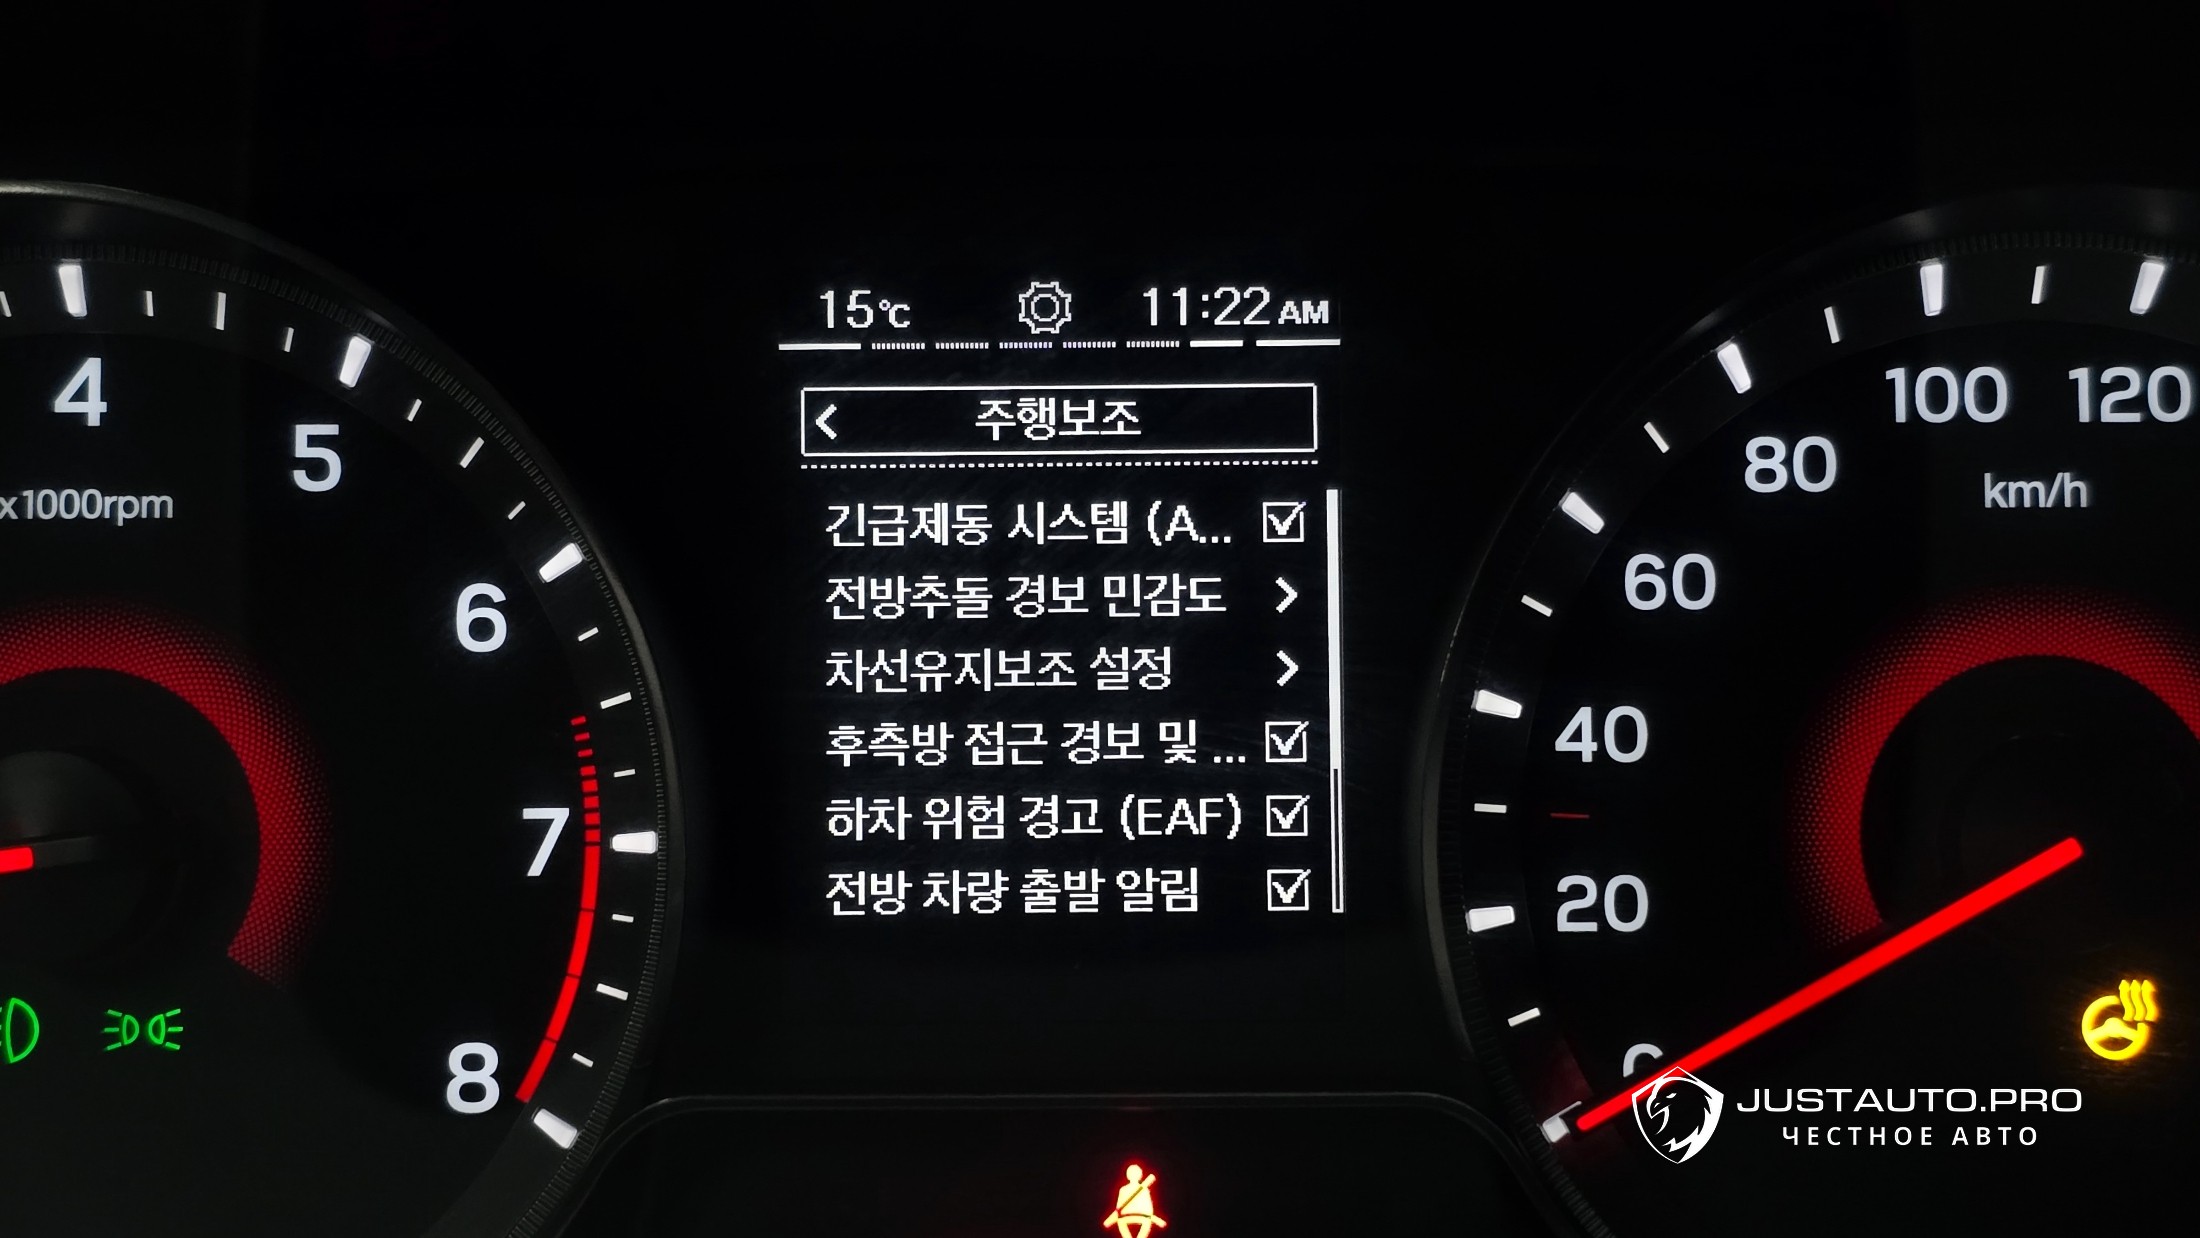 15℃ 11:22 AM
주행보조
긴급제동 시스템 (A...
전방추돌 경보 민감도
차선유지보조 설정
후측방 접근 경보 및 ...
하차 위험 경고 (EAF)
전방 차량 출발 알림
4
5
6
7
8
x1000rpm
120
100
80
60
40
20
km/h
JUSTAUTO.PRO
ЧЕСТНОЕ АВТО